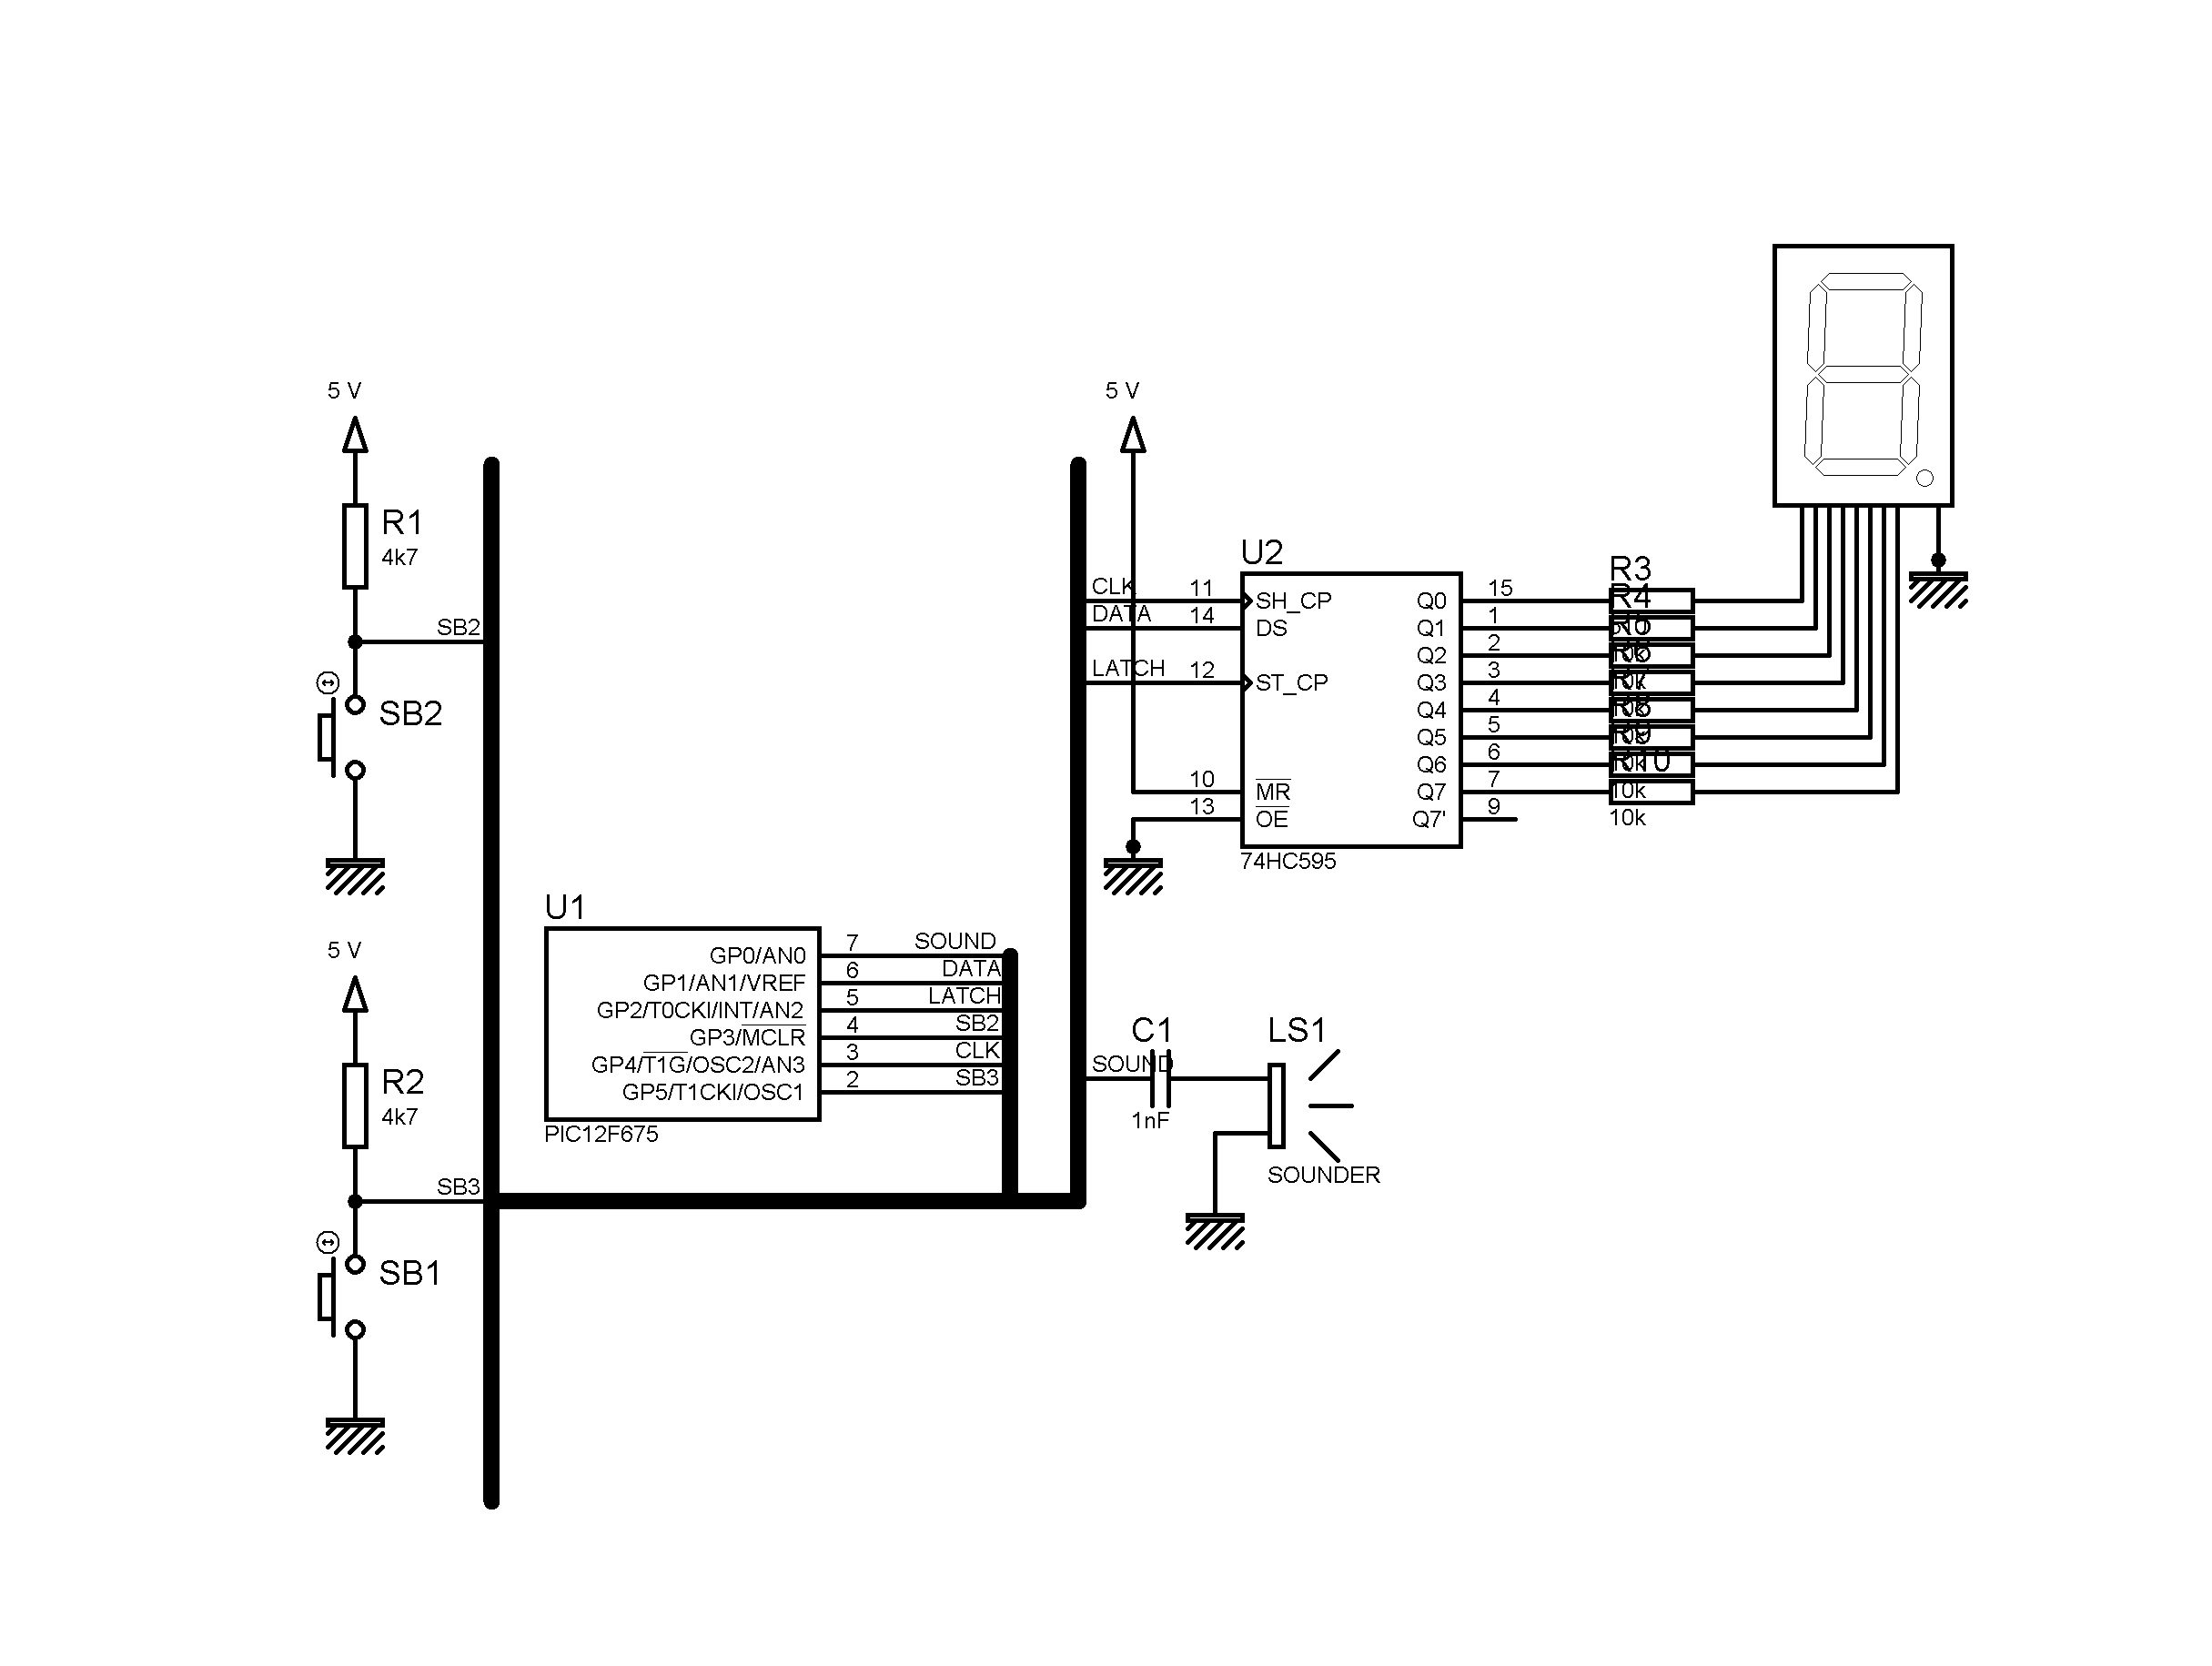 5 V
R1
4k7
SB2
SB2
5 V
R2
4k7
SB3
SB1
U1
GP0/AN0 7 SOUND
GP1/AN1/VREF 6 DATA
GP2/T0CKI/INT/AN2 5 LATCH
GP3/MCLR 4 SB2
GP4/T1G/OSC2/AN3 3 CLK
GP5/T1CKI/OSC1 2 SB3
PIC12F675
5 V
U2
CLK 11 SH_CP Q0 15
DATA 14 DS Q1 1
Q2 2
LATCH 12 ST_CP Q3 3
Q4 4
Q5 5
Q6 6
10 MR Q7 7
13 OE Q7' 9
74HC595
R3
R4
R10
10k
10k
SOUND
C1
1nF
LS1
SOUNDER